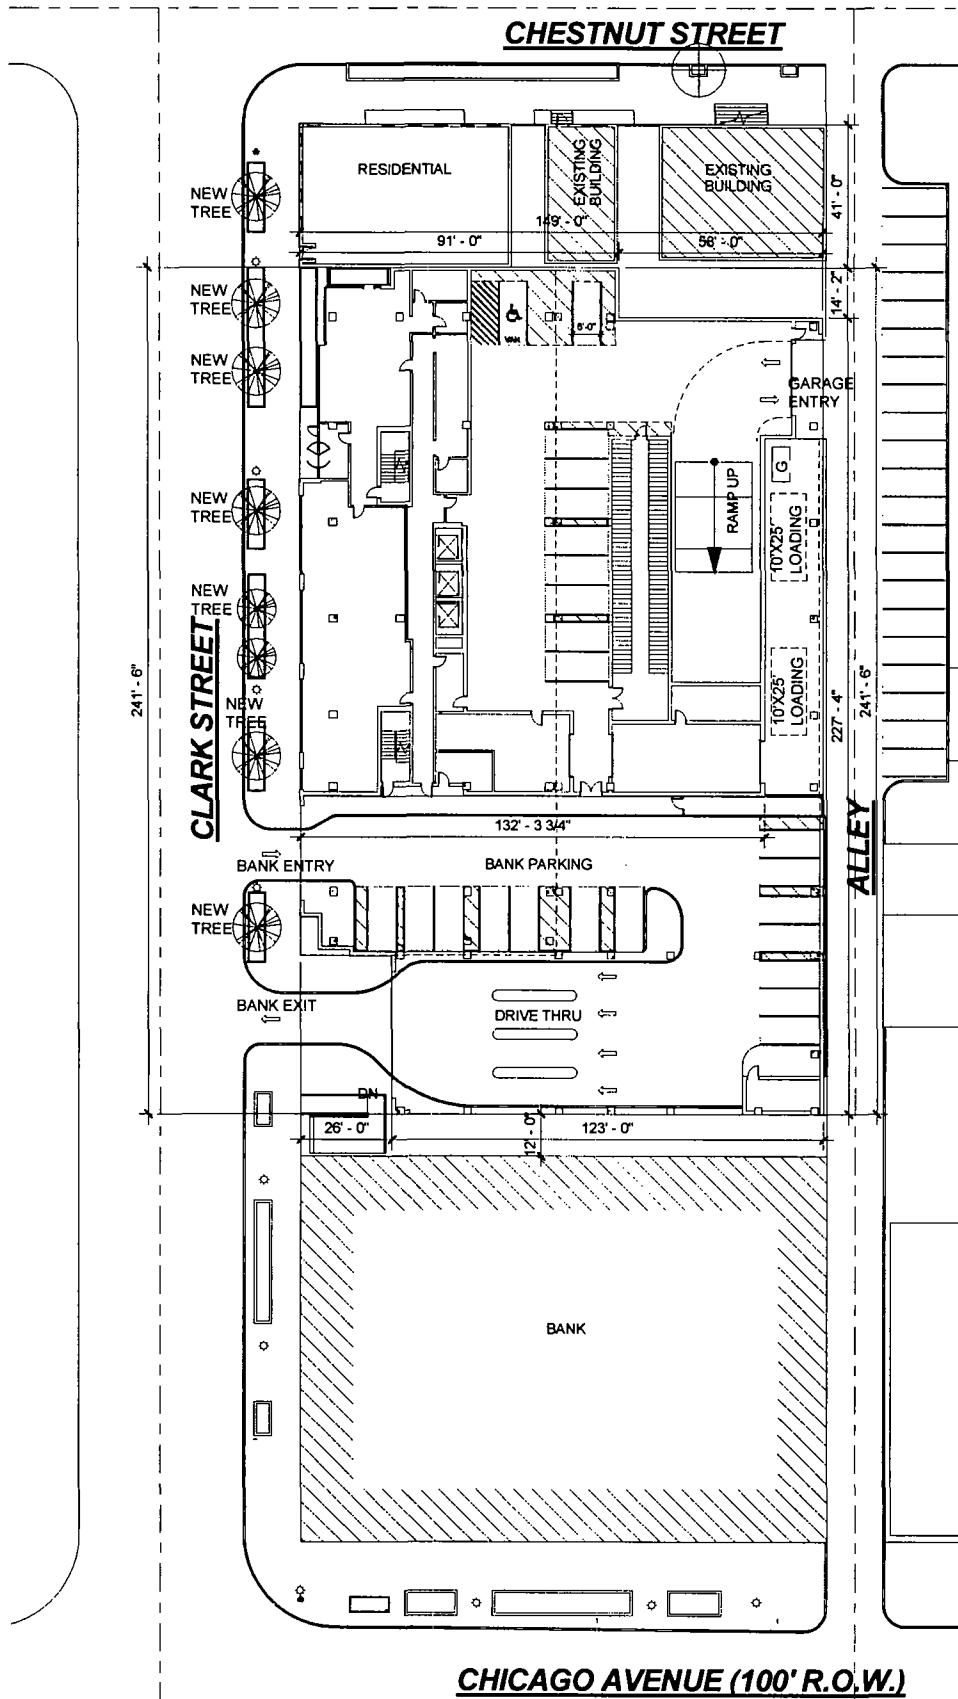 CHESTNUT STREET
RESIDENTIAL
EXISTING
BUILDING
EXISTING
BUILDING
NEW
TREE
149' - 0"
91' - 0"
58' - 0"
41' - 0"
14' - 2"
NEW
TREE
VAN
NEW
TREE
GARAGE
ENTRY
G
RAMP UP
10'X25'
LOADING
NEW
TREE
NEW
TREE
CLARK STREET
241' - 6"
10'X25'
LOADING
227' - 4"
241' - 6"
NEW
TREE
132' - 3 3/4"
ALLEY
BANK ENTRY
BANK PARKING
NEW
TREE
BANK EXIT
DRIVE THRU
DN
26' - 0"
12' - 0"
123' - 0"
BANK
CHICAGO AVENUE (100' R.O.W.)